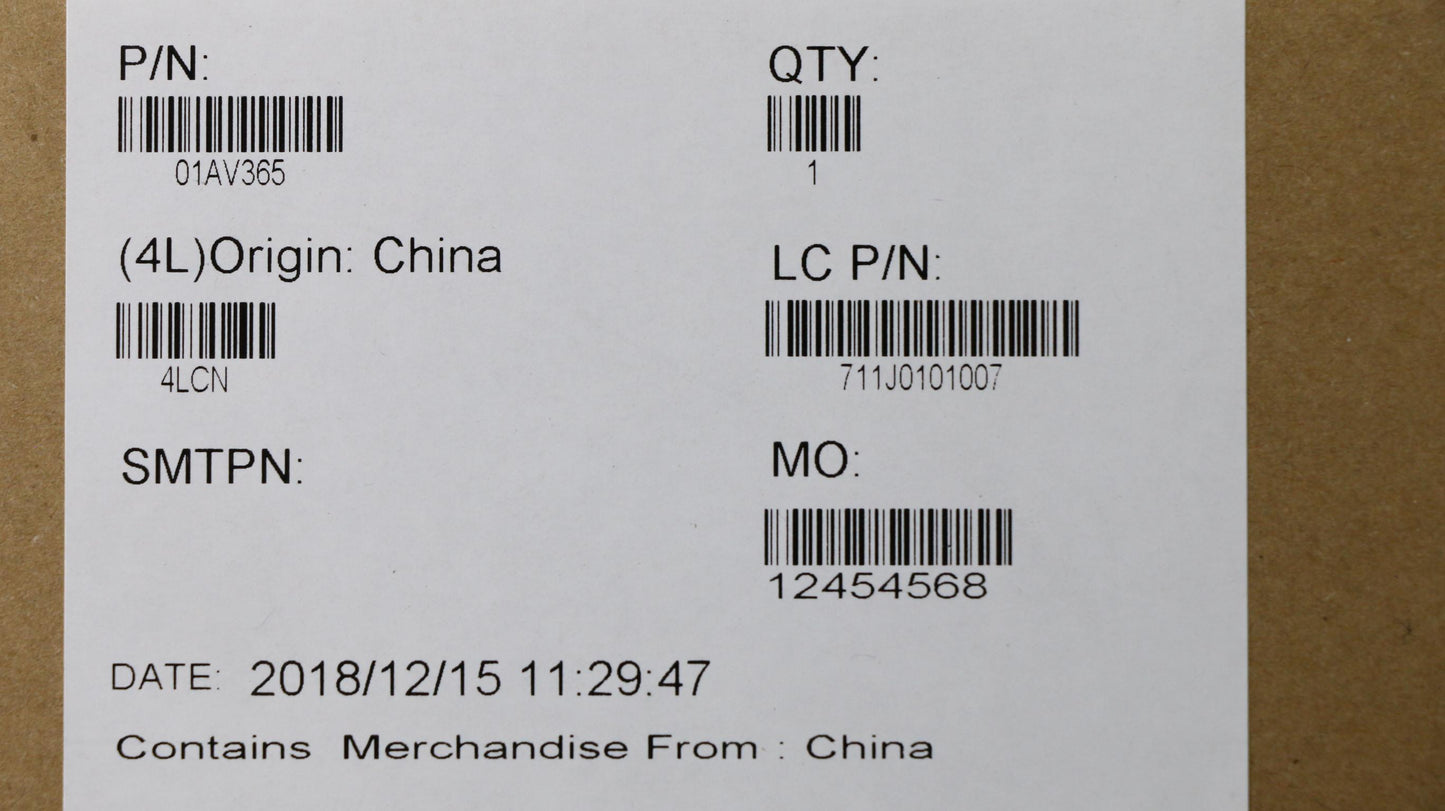 P/N:
01AV365
QTY:
1
(4L)Origin: China
4LCN
LC P/N:
711J0101007
SMTPN:
MO:
12454568
DATE: 2018/12/15 11:29:47
Contains Merchandise From : China